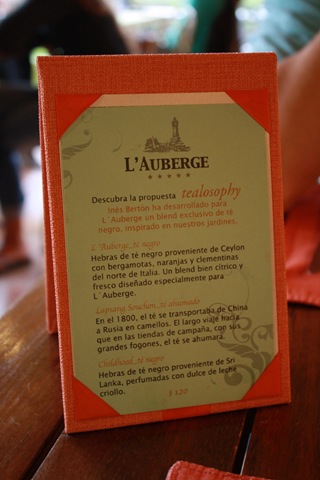 L'AUBERGE
Descubra la propuesta tealosophy
Inés Bertón ha desarrollado para
L´Auberge un blend exclusivo de té
negro, inspirado en nuestros jardines.
L´Auberge, té negro
Hebras de té negro proveniente de Ceylon
con bergamotas, naranjas y clementinas
del norte de Italia. Un blend bien cítrico y
fresco diseñado especialmente para
L´Auberge.
Lapsang Souchon, té ahumado
En el 1800, el té se transportaba de China
a Rusia en camellos. El largo viaje hacía
que en las tiendas de campaña, con sus
grandes fogones, el té se ahumara.
Childhood, té negro
Hebras de té negro proveniente de Sri
Lanka, perfumadas con dulce de leche
criollo.
$ 120